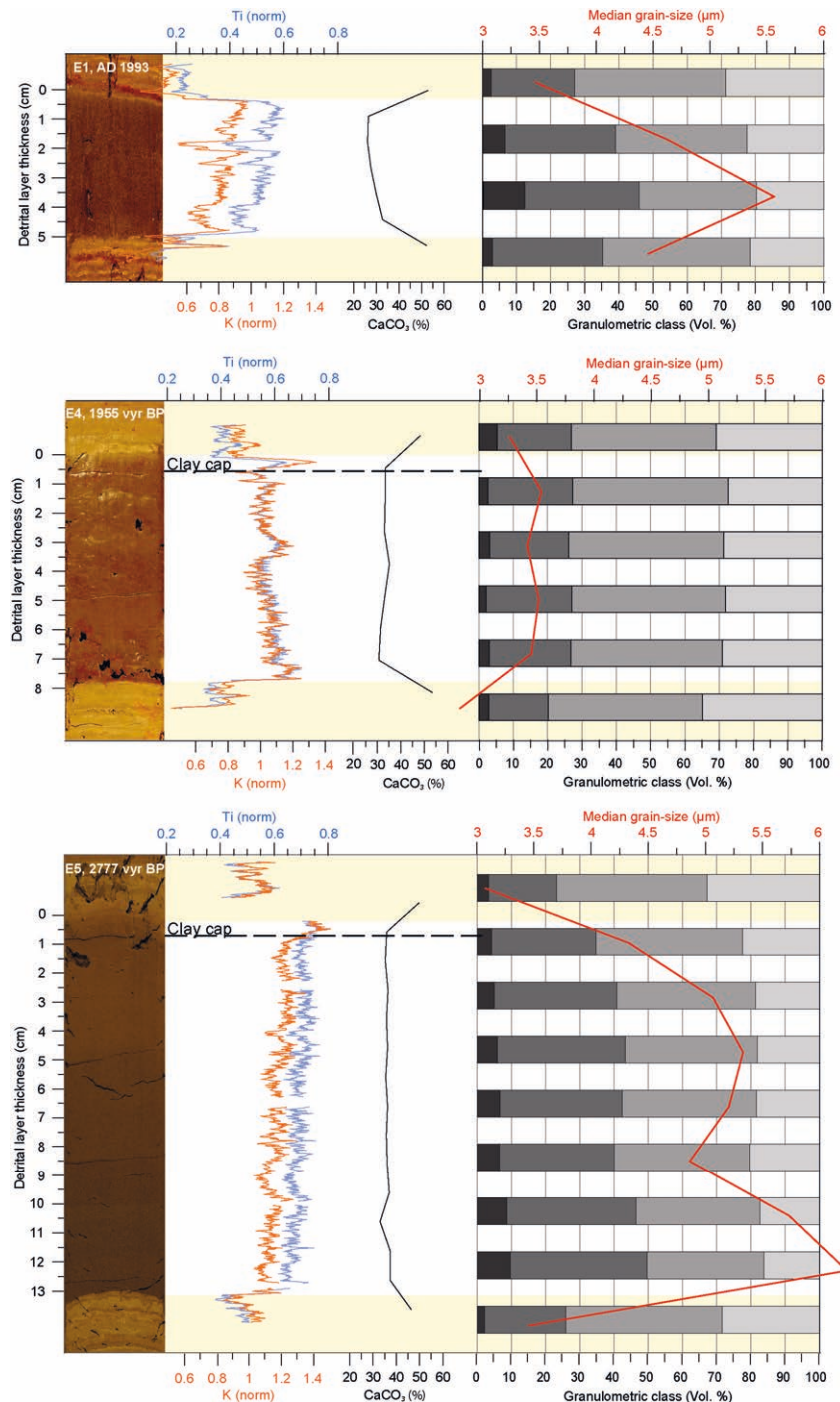 Ti (norm)
0.2 0.4 0.6 0.8
Median grain-size (μm)
3 3.5 4 4.5 5 5.5 6
E1, AD 1993
Detrital layer thickness (cm)
0
1
2
3
4
5
0.6 0.8 1 1.2 1.4
K (norm)
20 30 40 50 60
CaCO₃ (%)
0 10 20 30 40 50 60 70 80 90 100
Granulometric class (Vol. %)
Ti (norm)
0.2 0.4 0.6 0.8
Median grain-size (μm)
3 3.5 4 4.5 5 5.5 6
E4, 1955 vyr BP
Clay cap
Detrital layer thickness (cm)
0
1
2
3
4
5
6
7
8
0.6 0.8 1 1.2 1.4
K (norm)
20 30 40 50 60
CaCO₃ (%)
0 10 20 30 40 50 60 70 80 90 100
Granulometric class (Vol. %)
Ti (norm)
0.2 0.4 0.6 0.8
Median grain-size (μm)
3 3.5 4 4.5 5 5.5 6
E5, 2777 vyr BP
Clay cap
Detrital layer thickness (cm)
0
1
2
3
4
5
6
8
9
10
11
12
13
0.4 0.6 0.8 1 1.2 1.4
K (norm)
20 30 40 50 60
CaCO₃ (%)
0 10 20 30 40 50 60 70 80 90 100
Granulometric class (Vol. %)